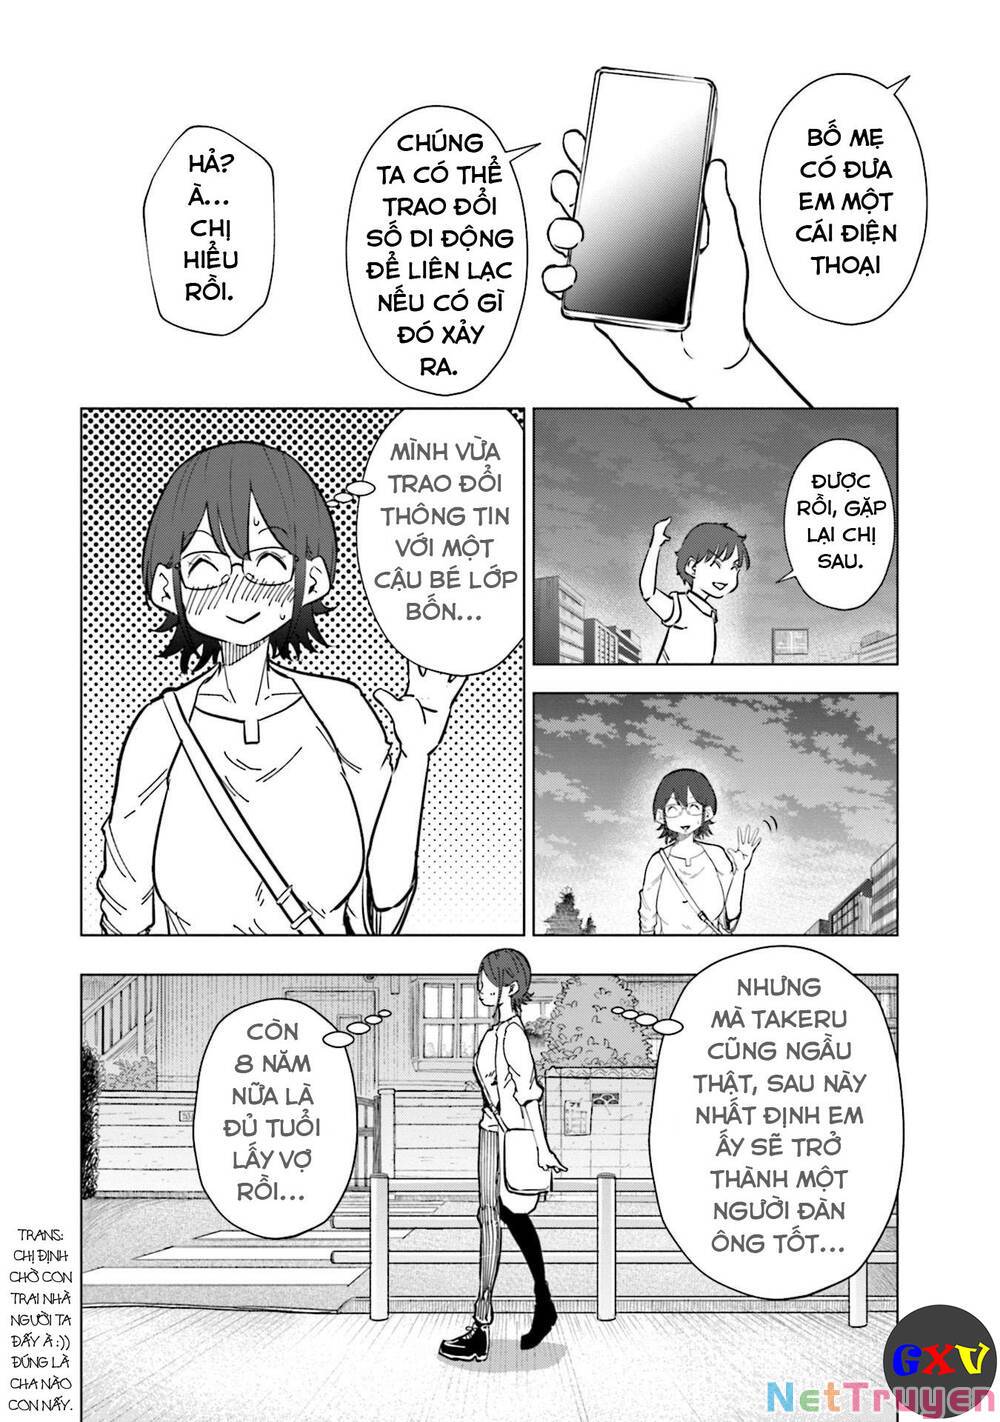 BỐ MẸ
CÓ ĐƯA
EM MỘT
CÁI ĐIỆN
THOẠI
CHÚNG
TA CÓ THỂ
TRAO ĐỔI
SỐ DI ĐỘNG
ĐỂ LIÊN LẠC
NẾU CÓ GÌ
ĐÓ XẢY
RA.
HẢ?
À...
CHỊ
HIỂU
RỒI.
ĐƯỢC
RỒI, GẶP
LẠI CHỊ
SAU.
MÌNH VỪA
TRAO ĐỔI
THÔNG TIN
VỚI MỘT
CẬU BÉ LỚP
BỐN...
NHƯNG
MÀ TAKERU
CŨNG NGẦU
THẬT, SAU NÀY
NHẤT ĐỊNH EM
ẤY SẼ TRỞ
THÀNH MỘT
NGƯỜI ĐÀN
ÔNG TỐT...
CÒN
8 NĂM
NỮA LÀ
ĐỦ TUỔI
LẤY VỢ
RỒI...
TRANS:
CHỊ ĐỊNH
CHỜ CON
TRAI NHÀ
NGƯỜI TA
ĐẤY À :))
ĐÚNG LÀ
CHA NÀO
CON NẤY.
GXV
NetTruyen